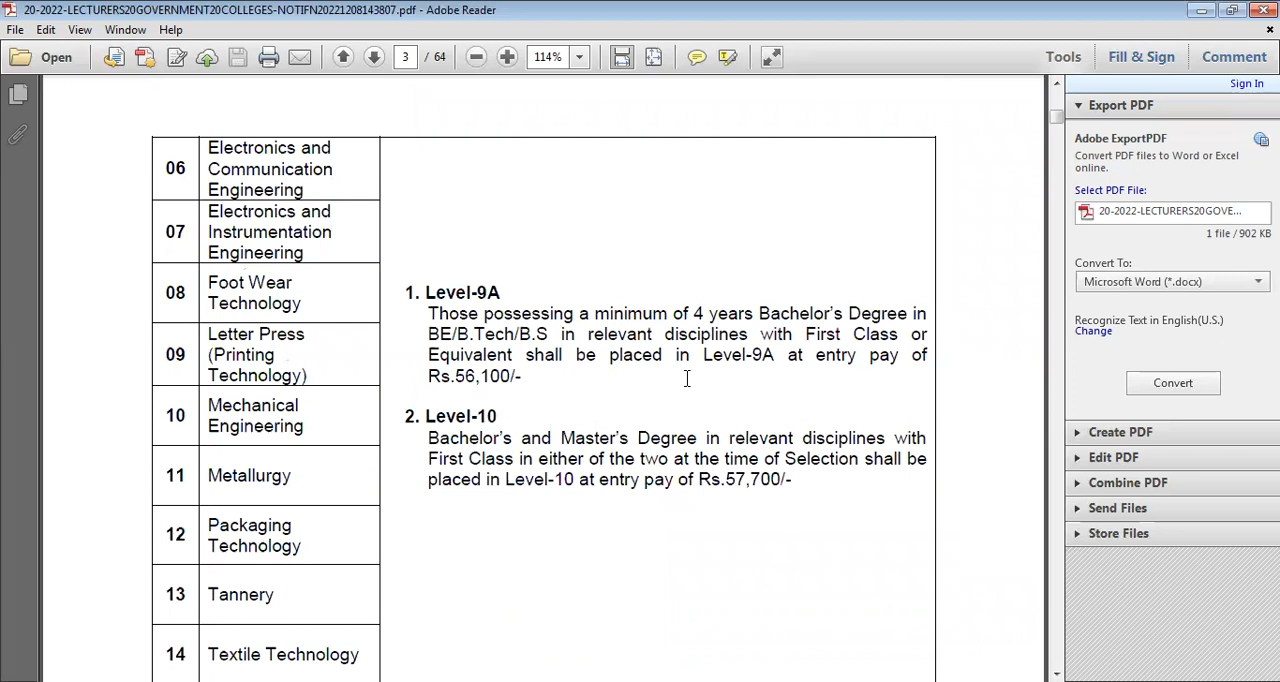 20-2022-LECTURERS20GOVERNMENT20COLLEGES-NOTIFN20221208143807.pdf - Adobe Reader
File Edit View Window Help
Open 3 / 64 114% Tools Fill & Sign Comment
Sign In
Export PDF
Adobe ExportPDF
Convert PDF files to Word or Excel
online.
Select PDF File:
20-2022-LECTURERS20GOVE...
1 file / 902 KB
Convert To:
Microsoft Word (*.docx)
Recognize Text in English(U.S.)
Change
Convert
Create PDF
Edit PDF
Combine PDF
Send Files
Store Files
06 Electronics and
Communication
Engineering
07 Electronics and
Instrumentation
Engineering
08 Foot Wear
Technology
09 Letter Press
(Printing
Technology)
10 Mechanical
Engineering
11 Metallurgy
12 Packaging
Technology
13 Tannery
14 Textile Technology
1. Level-9A
Those possessing a minimum of 4 years Bachelor's Degree in
BE/B.Tech/B.S in relevant disciplines with First Class or
Equivalent shall be placed in Level-9A at entry pay of
Rs.56,100/-
2. Level-10
Bachelor's and Master's Degree in relevant disciplines with
First Class in either of the two at the time of Selection shall be
placed in Level-10 at entry pay of Rs.57,700/-